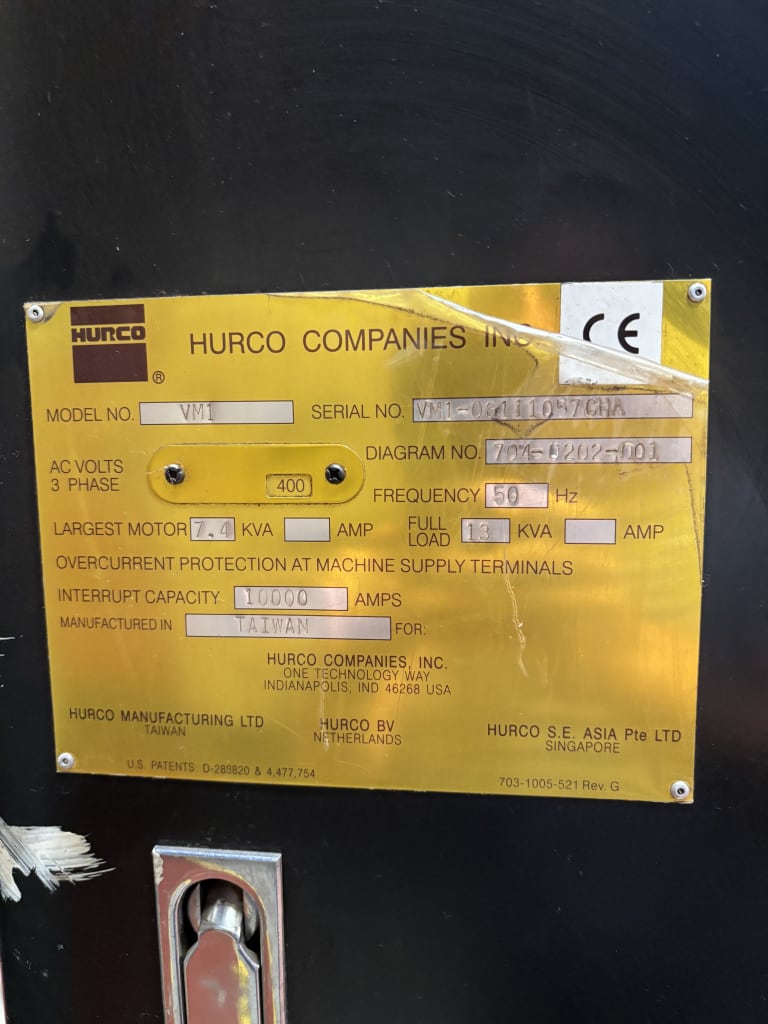 HURCO
®
HURCO COMPANIES INC.
CE
MODEL NO. VM1
SERIAL NO.
AC VOLTS
3 PHASE
400
DIAGRAM NO. 704-0202-001
FREQUENCY 50 Hz
LARGEST MOTOR 7.4 KVA AMP
FULL
LOAD 13 KVA AMP
OVERCURRENT PROTECTION AT MACHINE SUPPLY TERMINALS
INTERRUPT CAPACITY 10000 AMPS
MANUFACTURED IN TAIWAN FOR:
HURCO COMPANIES, INC.
ONE TECHNOLOGY WAY
INDIANAPOLIS, IND 46268 USA
HURCO MANUFACTURING LTD
TAIWAN
HURCO BV
NETHERLANDS
HURCO S.E. ASIA Pte LTD
SINGAPORE
U.S. PATENTS: D-283820 & 4,477,754
703-1005-521 Rev. G